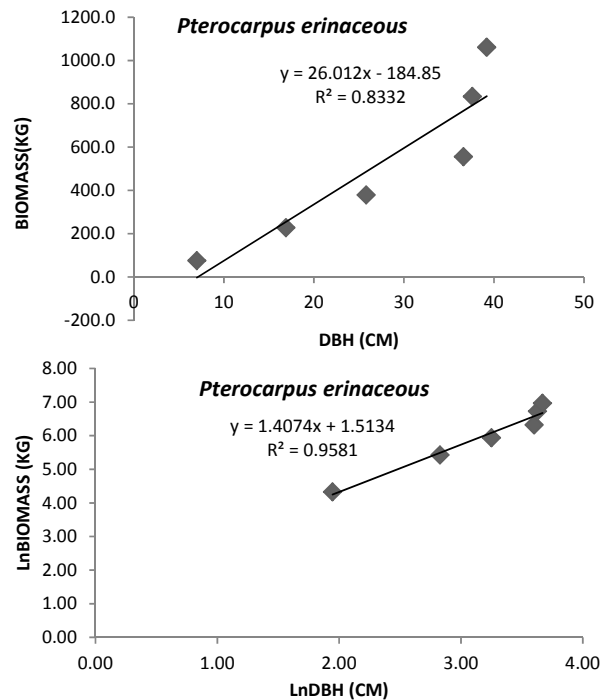 Pterocarpus erinaceous
y = 26.012x - 184.85
R² = 0.8332
1200.0
1000.0
800.0
600.0
400.0
200.0
0.0
-200.0
0 10 20 30 40 50
BIOMASS(KG)
DBH (CM)
Pterocarpus erinaceous
y = 1.4074x + 1.5134
R² = 0.9581
8.00
7.00
6.00
5.00
4.00
3.00
2.00
1.00
0.00
0.00 1.00 2.00 3.00 4.00
LnBIOMASS (KG)
LnDBH (CM)